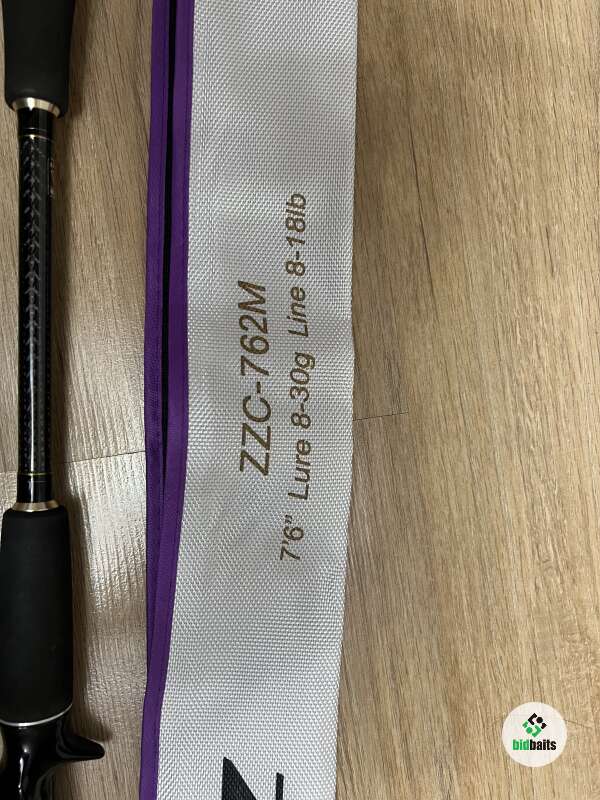 ZZC-762M
7'6" Lure 8-30g Line 8-18lb
Z
bidbaits